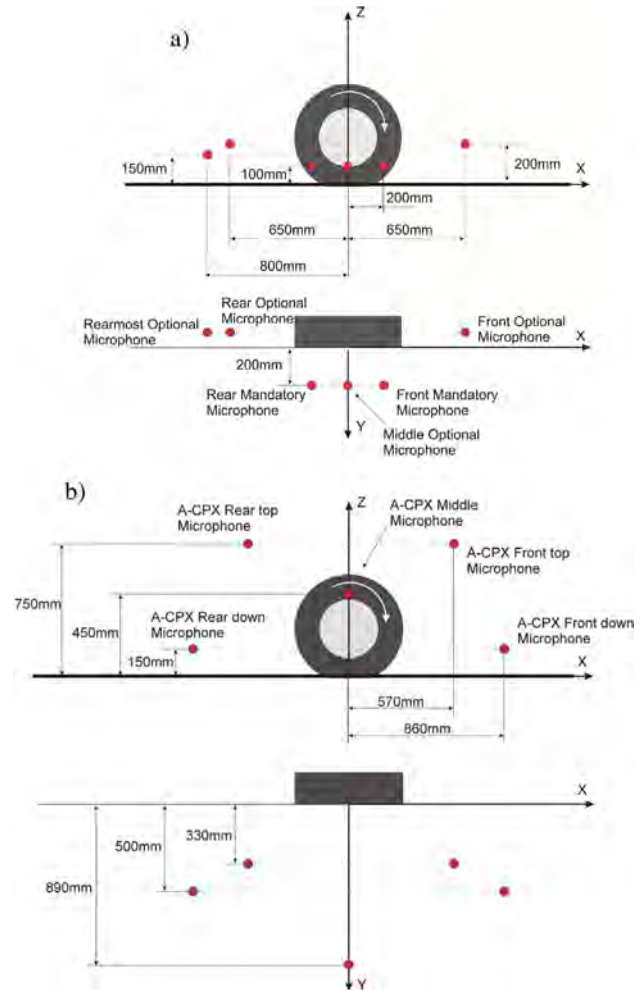 a)
Z
150mm
100mm
200mm
X
200mm
650mm
650mm
800mm
Rear Optional
Microphone
Rearmost Optional
Microphone
Front Optional
Microphone
X
200mm
Rear Mandatory
Microphone
Front Mandatory
Microphone
Middle Optional
Microphone
Y
b)
Z
A-CPX Rear top
Microphone
A-CPX Middle
Microphone
A-CPX Front top
Microphone
750mm
450mm
A-CPX Rear down
Microphone
150mm
A-CPX Front down
Microphone
X
570mm
860mm
X
330mm
500mm
890mm
Y